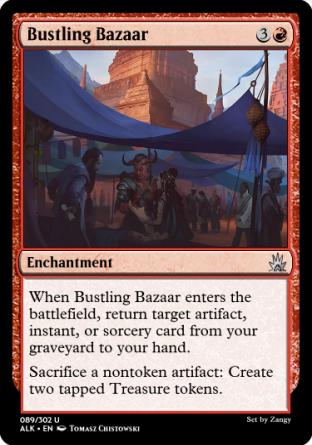 Bustling Bazaar 3
Enchantment
When Bustling Bazaar enters the
battlefield, return target artifact,
instant, or sorcery card from your
graveyard to your hand.
Sacrifice a nontoken artifact: Create
two tapped Treasure tokens.
089/302 U
ALK • EN Tomasz Chistowski
Set by Zangy